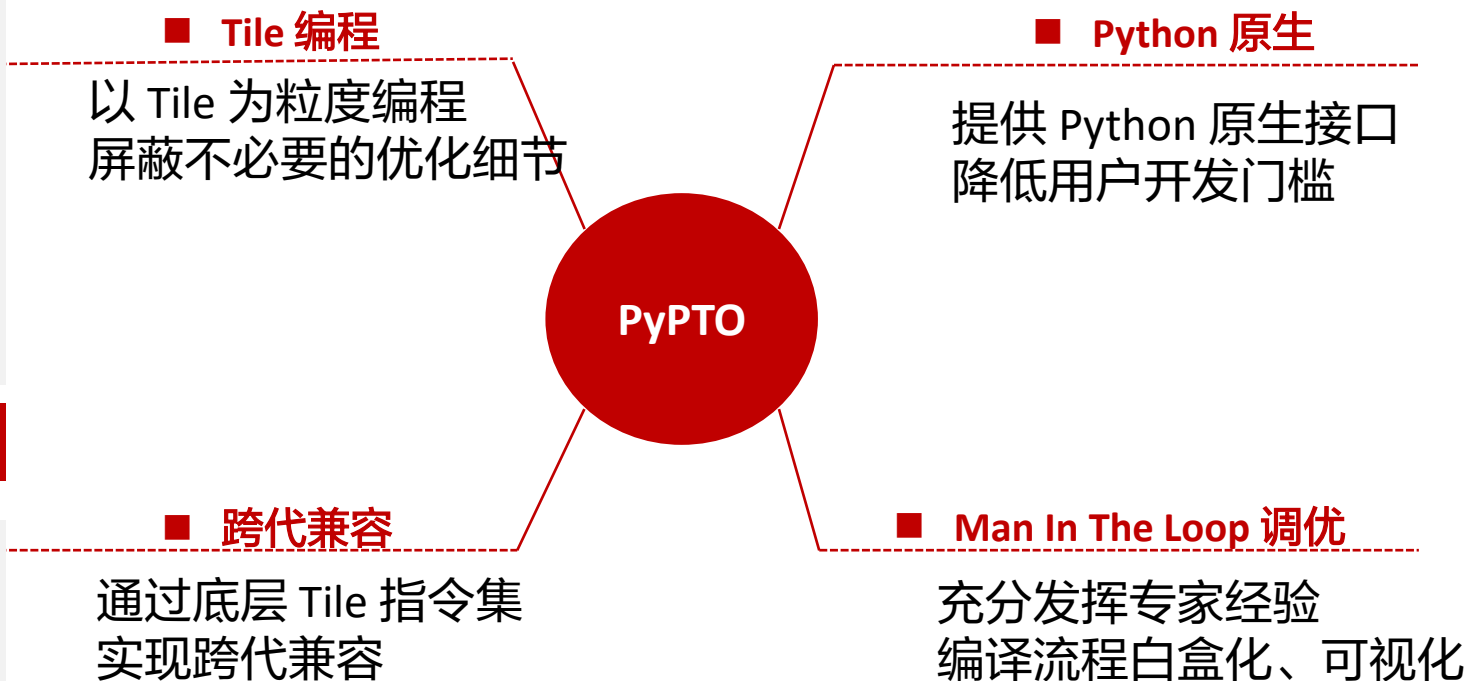 Tile 编程
以 Tile 为粒度编程
屏蔽不必要的优化细节
Python 原生
提供 Python 原生接口
降低用户开发门槛
PyPTO
跨代兼容
通过底层 Tile 指令集
实现跨代兼容
Man In The Loop 调优
充分发挥专家经验
编译流程白盒化、可视化